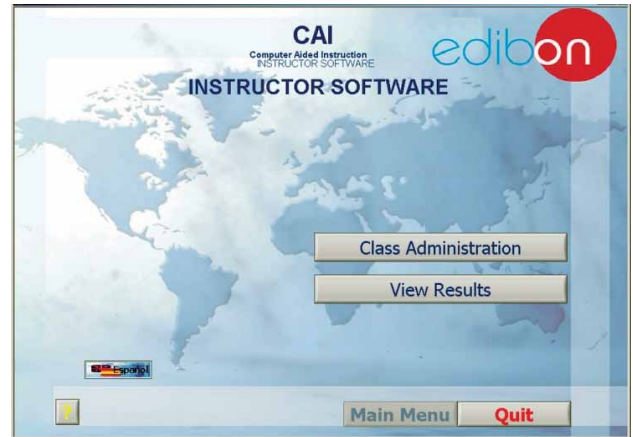 CAI
Computer Aided Instruction
INSTRUCTOR SOFTWARE
edibon
INSTRUCTOR SOFTWARE
Class Administration
View Results
Español
?
Main Menu
Quit